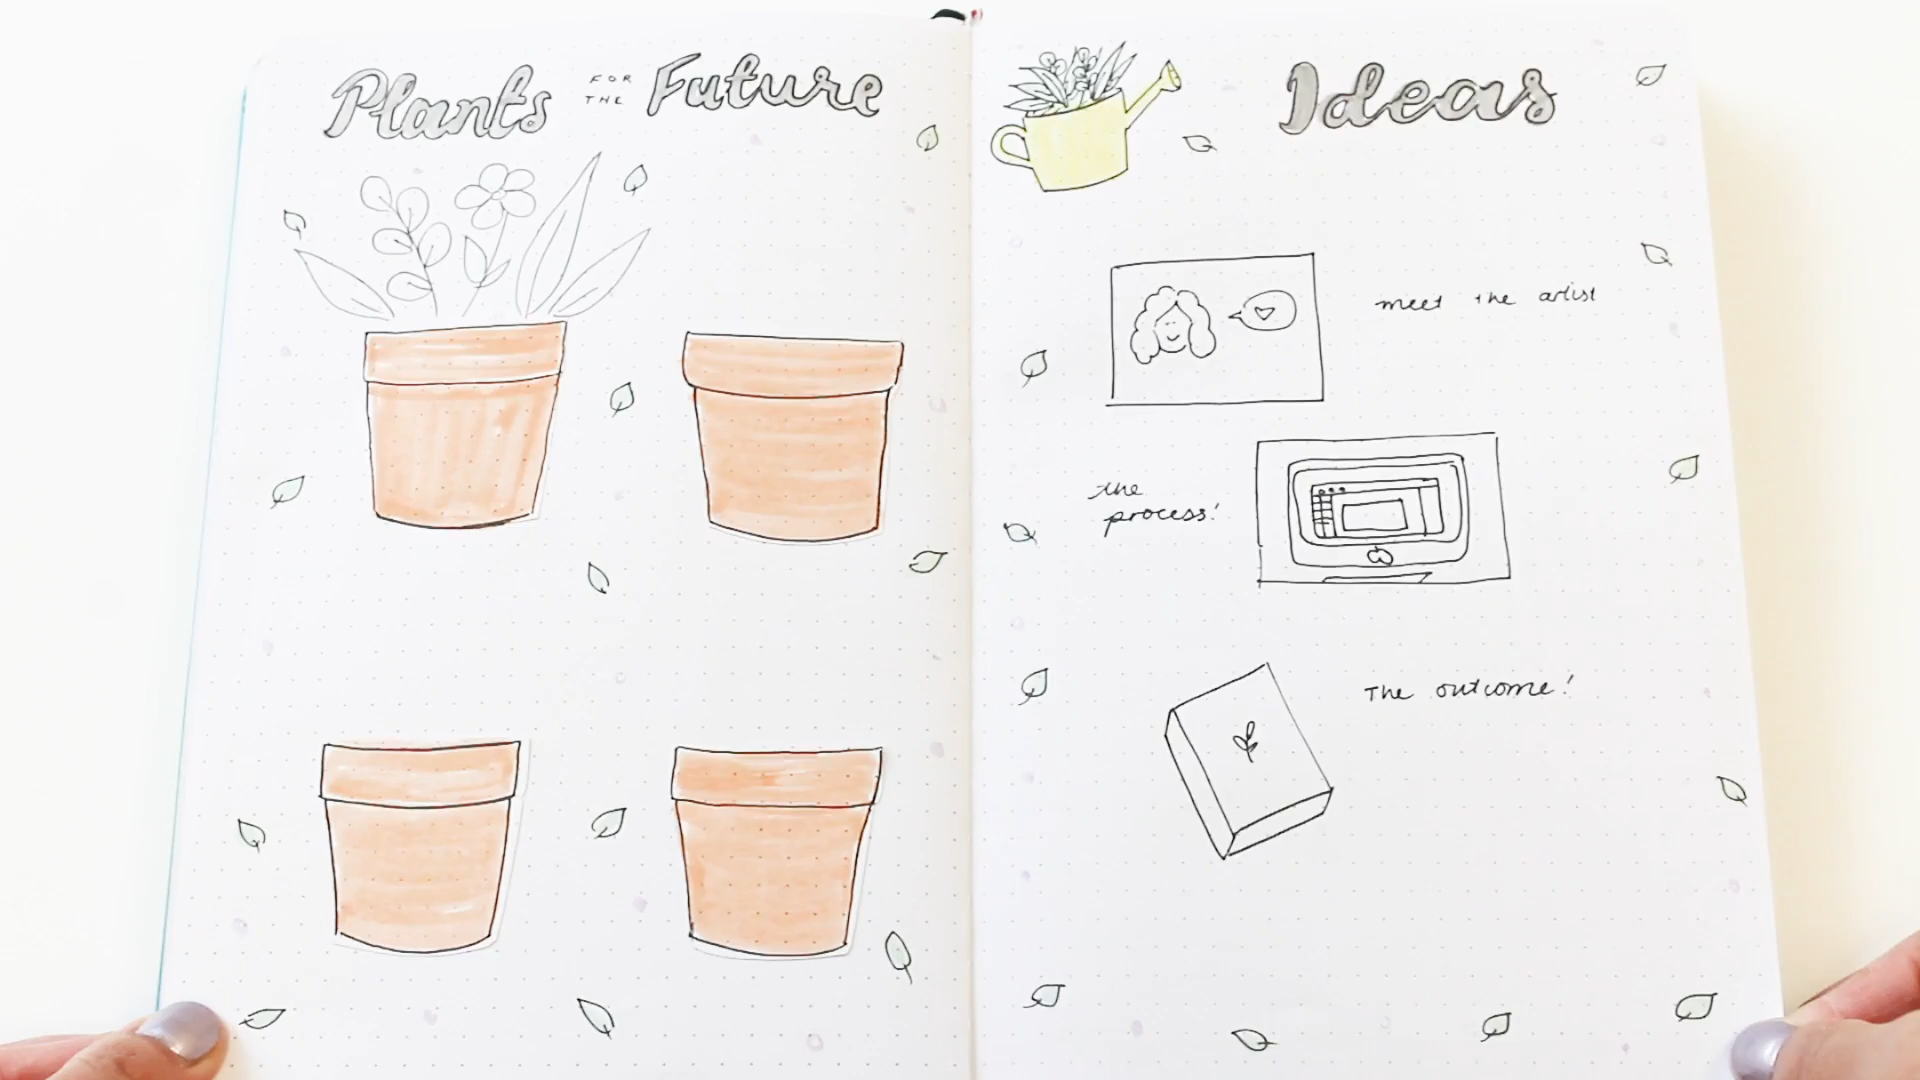 Plants FOR THE Future
Ideas
meet the artist
the
process!
The outcome!